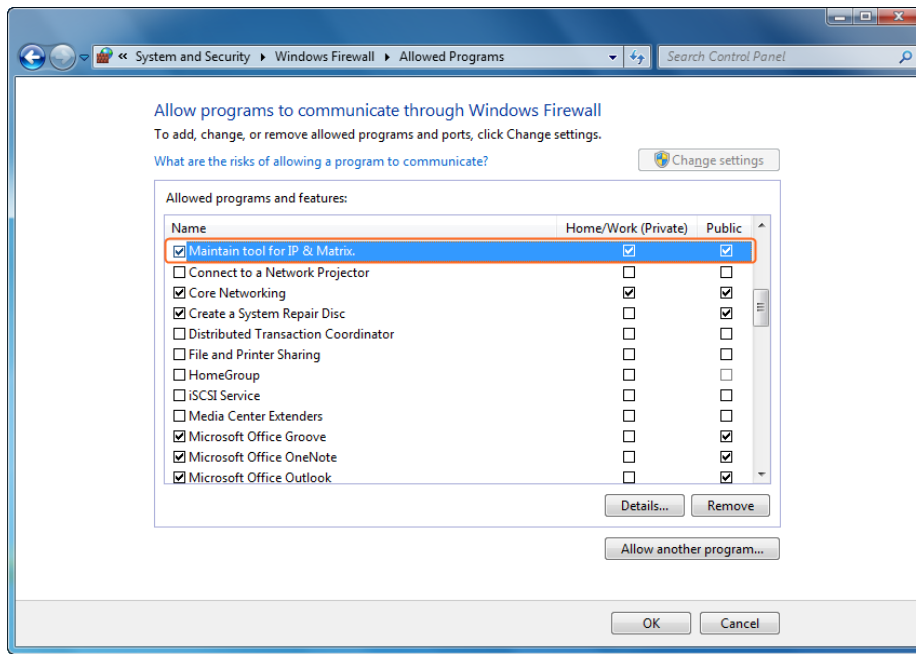 « System and Security ▸ Windows Firewall ▸ Allowed Programs
Search Control Panel
Allow programs to communicate through Windows Firewall
To add, change, or remove allowed programs and ports, click Change settings.
What are the risks of allowing a program to communicate?
Change settings
Allowed programs and features:
Name Home/Work (Private) Public
Maintain tool for IP & Matrix.
Connect to a Network Projector
Core Networking
Create a System Repair Disc
Distributed Transaction Coordinator
File and Printer Sharing
HomeGroup
iSCSI Service
Media Center Extenders
Microsoft Office Groove
Microsoft Office OneNote
Microsoft Office Outlook
Details... Remove
Allow another program...
OK Cancel